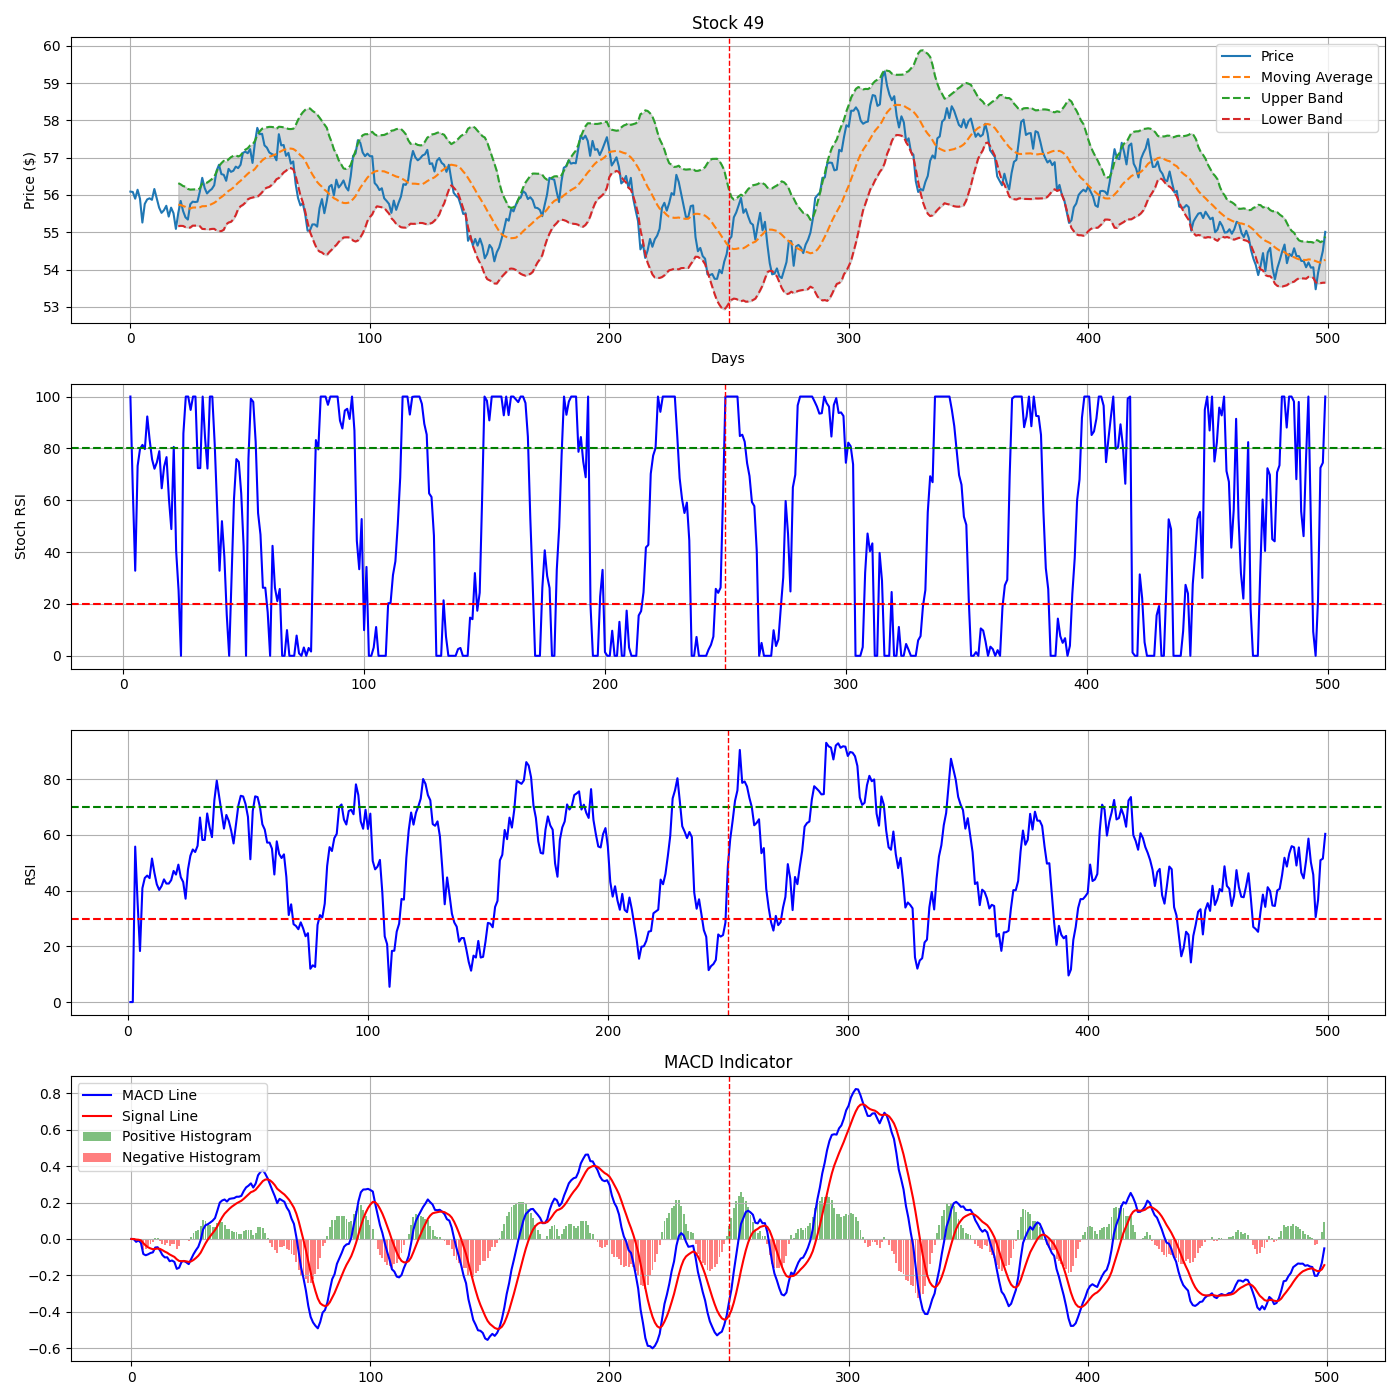 Stock 49
60
59
58
57
56
55
54
53
Price ($)
Price
Moving Average
Upper Band
Lower Band
0 100 200 300 400 500
Days
100
80
60
40
20
0
Stoch RSI
0 100 200 300 400 500
80
60
40
20
0
RSI
0 100 200 300 400 500
MACD Indicator
0.8
0.6
0.4
0.2
0.0
−0.2
−0.4
−0.6
MACD Line
Signal Line
Positive Histogram
Negative Histogram
0 100 200 300 400 500